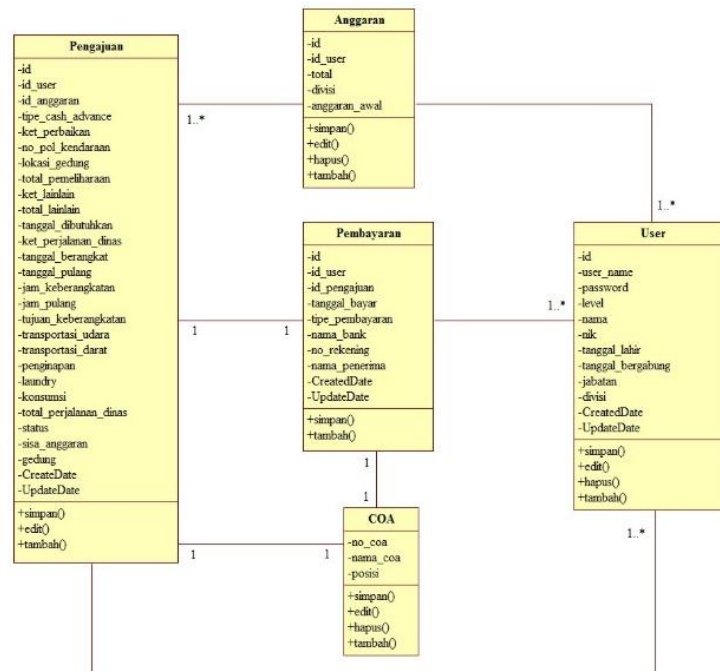 Anggaran
-id
-id_user
-total
-divisi
-anggaran_awal
+simpan()
+edit()
+hapus()
+tambah()
Pengajuan
-id
-id_user
-id_anggaran
-tipe_cash_advance
-ket_perbaikan
-no_pol_kendaraan
-lokasi_gedung
-total_pemeliharaan
-ket_lainlain
-total_lainlain
-tanggal_dibutuhkan
-ket_perjalanan_dinas
-tanggal_berangkat
-tanggal_pulang
-jam_keberangkatan
-jam_pulang
-tujuan_keberangkatan
-transportasi_udara
-transportasi_darat
-penginapan
-laundry
-konsumsi
-total_perjalanan_dinas
-status
-sisa_anggaran
-gedung
-CreateDate
-UpdateDate
+simpan()
+edit()
+tambah()
1..*
1..*
Pembayaran
-id
-id_user
-id_pengajuan
-tanggal_bayar
-tipe_pembayaran
-nama_bank
-no_rekening
-nama_penerima
-CreatedDate
-UpdateDate
+simpan()
+tambah()
1
1
1..*
User
-id
-user_name
-password
-level
-nama
-nik
-tanggal_lahir
-tanggal_bergabung
-jabatan
-divisi
-CreatedDate
-UpdateDate
+simpan()
+edit()
+hapus()
+tambah()
1
1
COA
-no_coa
-nama_coa
-posisi
+simpan()
+edit()
+hapus()
+tambah()
1
1
1..*